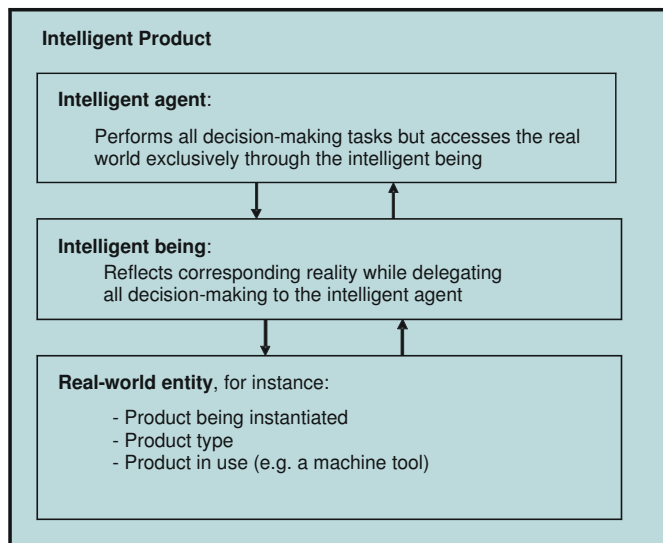 Intelligent Product
Intelligent agent:
Performs all decision-making tasks but accesses the real
world exclusively through the intelligent being
Intelligent being:
Reflects corresponding reality while delegating
all decision-making to the intelligent agent
Real-world entity, for instance:
- Product being instantiated
- Product type
- Product in use (e.g. a machine tool)